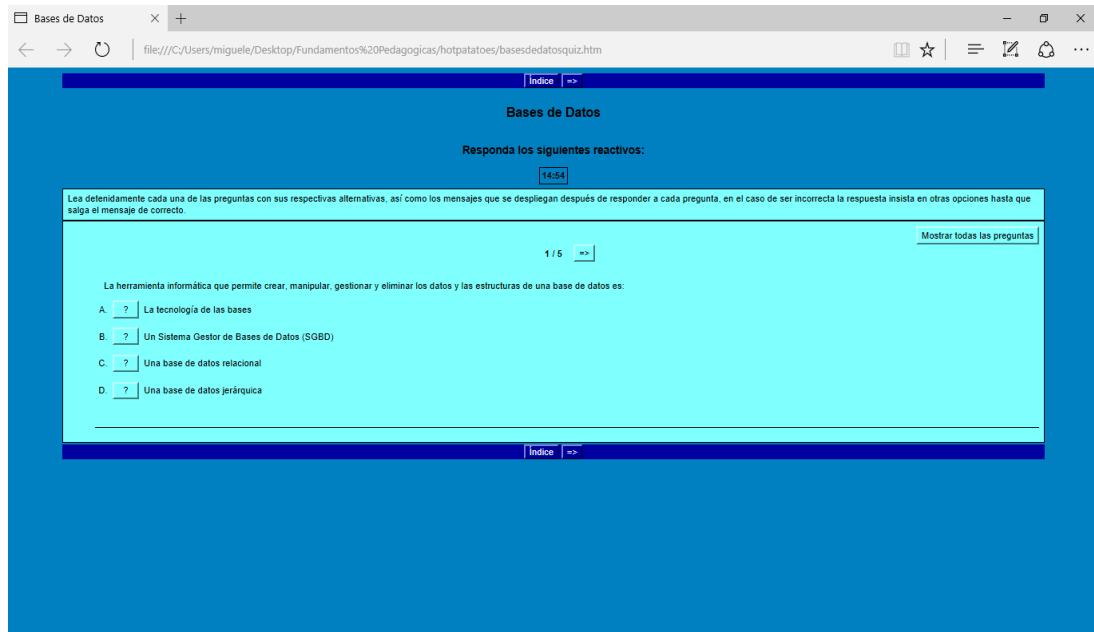 Bases de Datos
file:///C:/Users/miguele/Desktop/Fundamentos%20Pedagogicas/hotpatatoes/basesdedatosquiz.htm
Índice =>
Bases de Datos
Responda los siguientes reactivos:
14:54
Lea detenidamente cada una de las preguntas con sus respectivas alternativas, así como los mensajes que se despliegan después de responder a cada pregunta, en el caso de ser incorrecta la respuesta insista en otras opciones hasta que
salga el mensaje de correcto.
Mostrar todas las preguntas
1 / 5 =>
La herramienta informática que permite crear, manipular, gestionar y eliminar los datos y las estructuras de una base de datos es:
A. ? La tecnología de las bases
B. ? Un Sistema Gestor de Bases de Datos (SGBD)
C. ? Una base de datos relacional
D. ? Una base de datos jerárquica
Índice =>